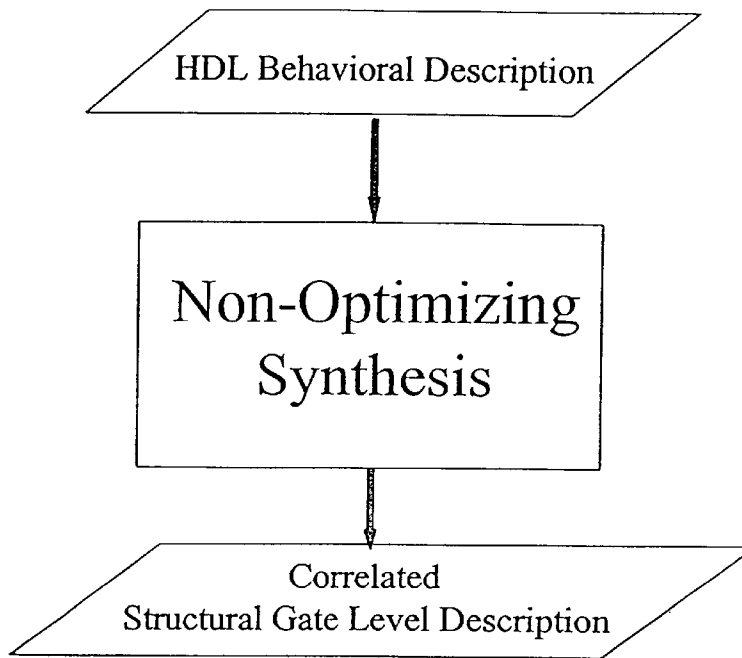 HDL Behavioral Description
Non-Optimizing
Synthesis
Correlated
Structural Gate Level Description